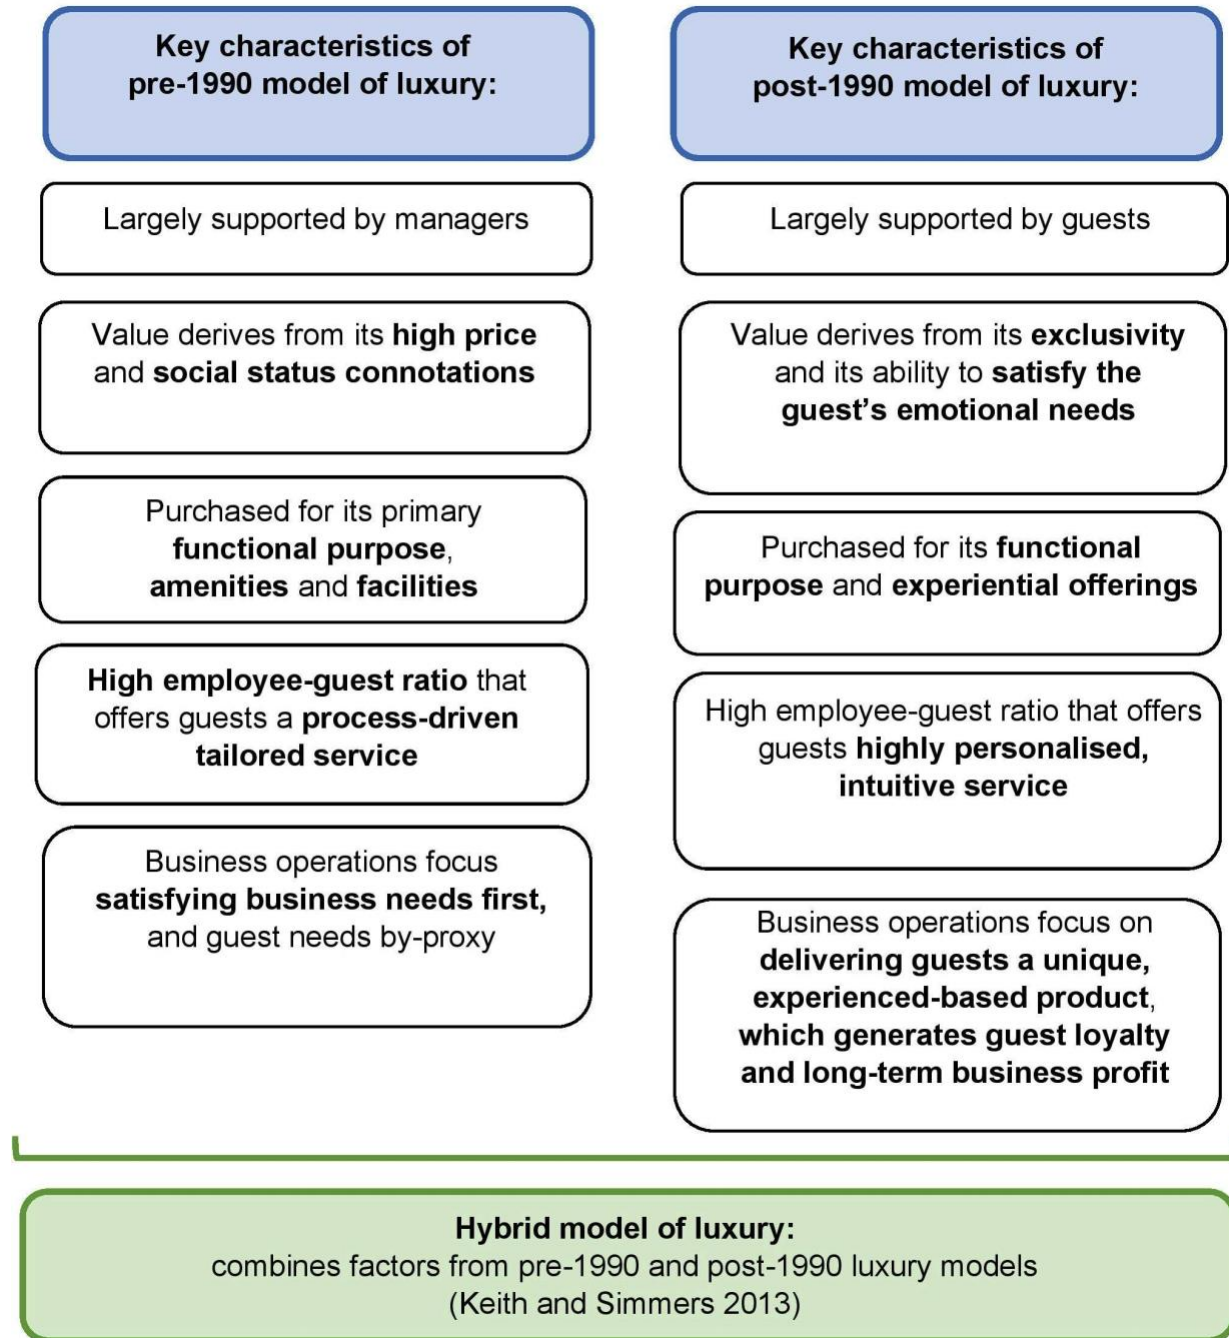 Key characteristics of
pre-1990 model of luxury:
Largely supported by managers
Value derives from its high price
and social status connotations
Purchased for its primary
functional purpose,
amenities and facilities
High employee-guest ratio that
offers guests a process-driven
tailored service
Business operations focus
satisfying business needs first,
and guest needs by-proxy
Key characteristics of
post-1990 model of luxury:
Largely supported by guests
Value derives from its exclusivity
and its ability to satisfy the
guest's emotional needs
Purchased for its functional
purpose and experiential offerings
High employee-guest ratio that offers
guests highly personalised,
intuitive service
Business operations focus on
delivering guests a unique,
experienced-based product,
which generates guest loyalty
and long-term business profit
Hybrid model of luxury:
combines factors from pre-1990 and post-1990 luxury models
(Keith and Simmers 2013)